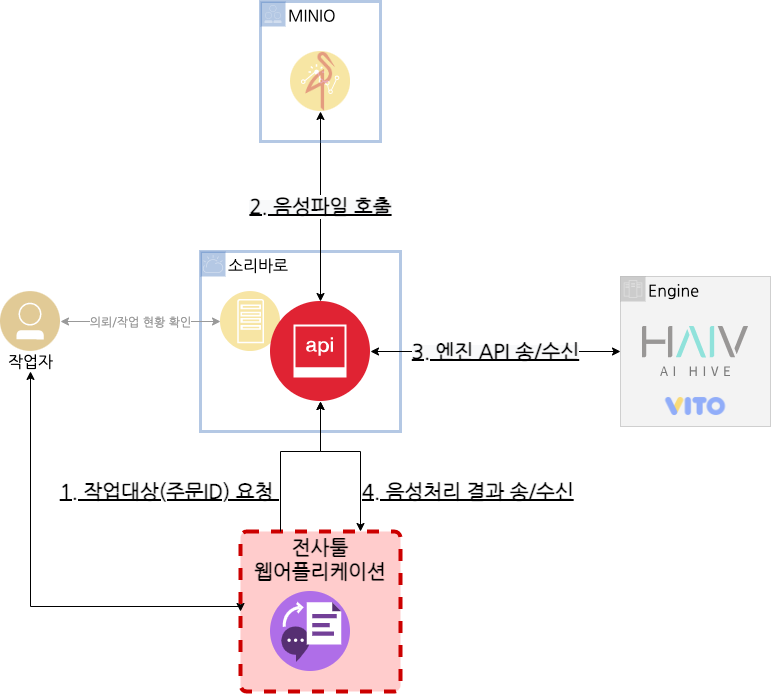 MINIO
2. 음성파일 호출
소리바로
api
의뢰/작업 현황 확인
작업자
3. 엔진 API 송/수신
Engine
HAIV
AI HIVE
VITO
1. 작업대상(주문ID) 요청
4. 음성처리 결과 송/수신
전사툴
웹어플리케이션